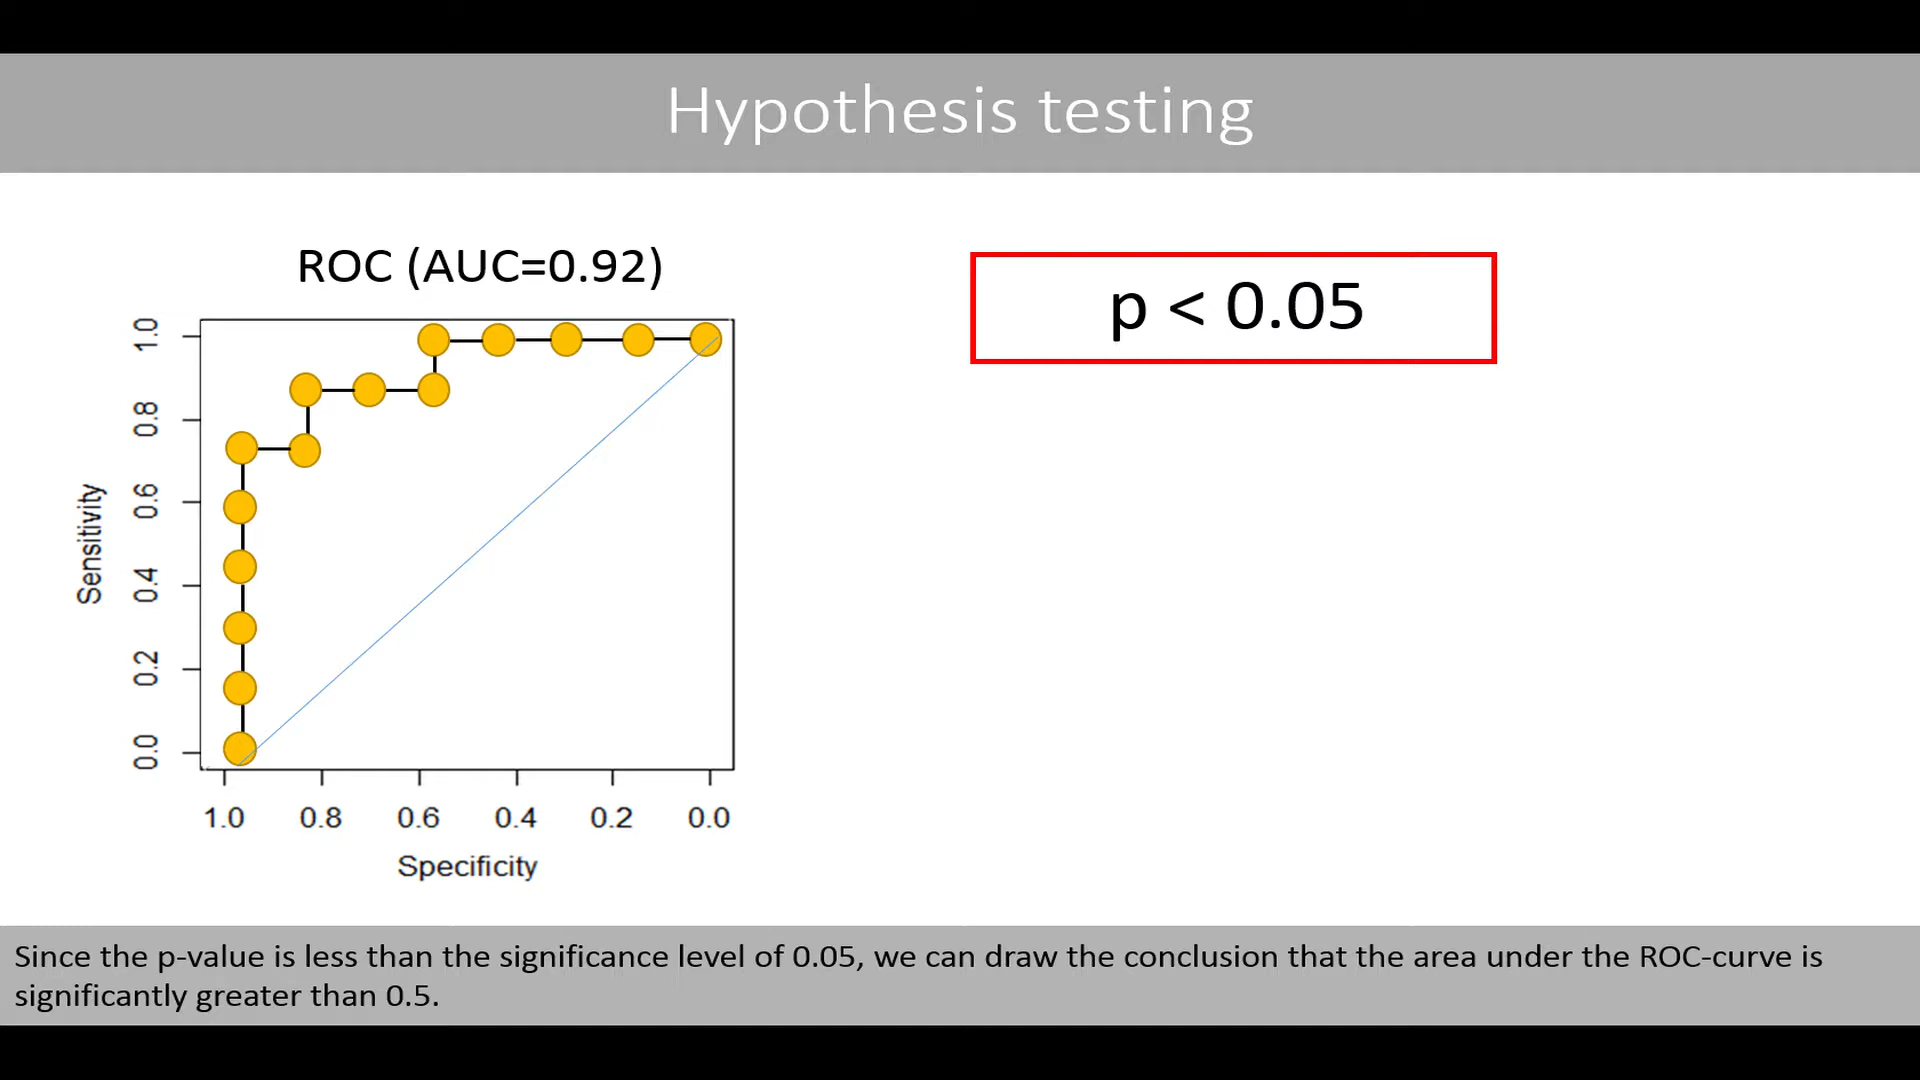 Hypothesis testing
ROC (AUC=0.92)
p < 0.05
1.0
0.8
0.6
0.4
0.2
0.0
Sensitivity
1.0 0.8 0.6 0.4 0.2 0.0
Specificity
Since the p-value is less than the significance level of 0.05, we can draw the conclusion that the area under the ROC-curve is
significantly greater than 0.5.